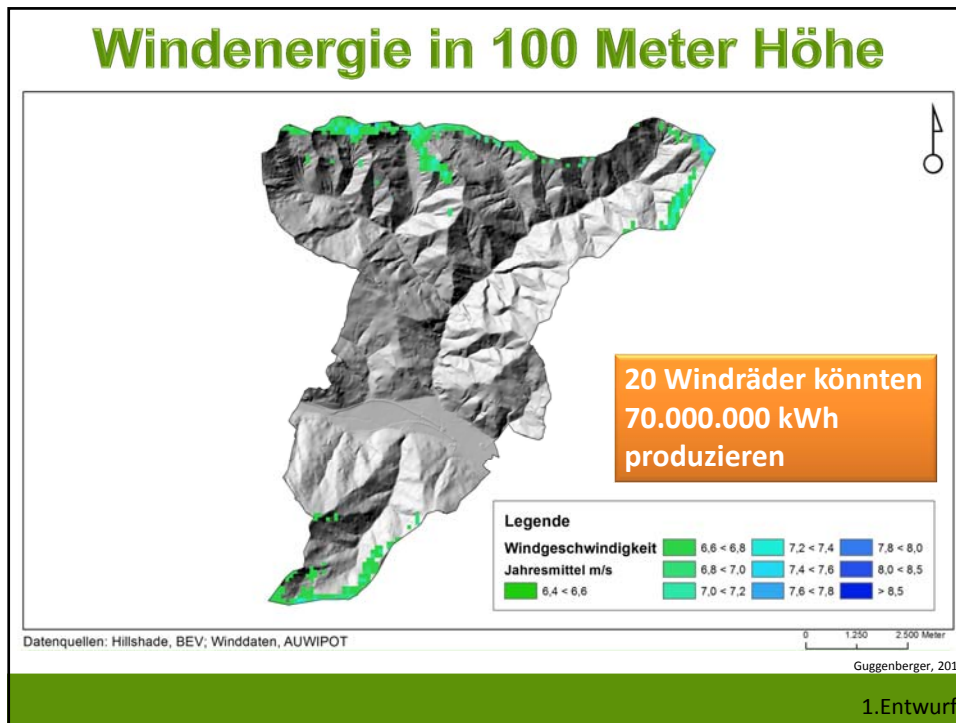 Windenergie in 100 Meter Höhe
20 Windräder könnten
70.000.000 kWh
produzieren
Legende
Windgeschwindigkeit
Jahresmittel m/s
6,4 < 6,6
6,6 < 6,8
6,8 < 7,0
7,0 < 7,2
7,2 < 7,4
7,4 < 7,6
7,6 < 7,8
7,8 < 8,0
8,0 < 8,5
> 8,5
Datenquellen: Hillshade, BEV; Winddaten, AUWIPOT
0 1.250 2.500 Meter
Guggenberger, 201
1.Entwurf